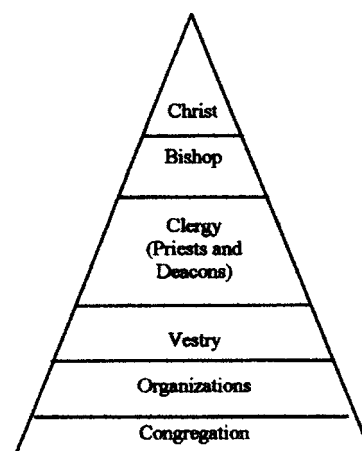 Christ
Bishop
Clergy
(Priests and
Deacons)
Vestry
Organizations
Congregation